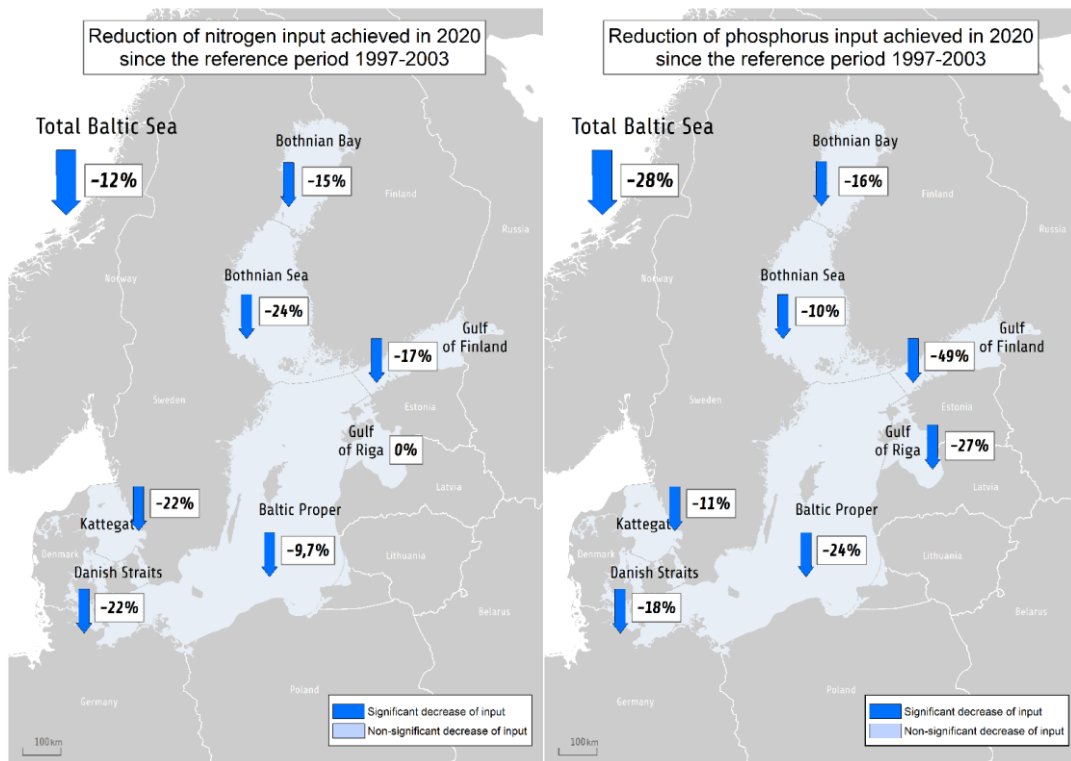 Reduction of nitrogen input achieved in 2020
since the reference period 1997-2003
Total Baltic Sea
-12%
Bothnian Bay
-15%
Finland
Russia
Norway
Bothnian Sea
-24%
Gulf
of Finland
-17%
Sweden
Estonia
Gulf
of Riga
0%
Latvia
-22%
Kattegat
Baltic Proper
-9,7%
Lithuania
Denmark
Danish Straits
-22%
Belarus
Poland
Germany
Significant decrease of input
Non-significant decrease of input
100km
Reduction of phosphorus input achieved in 2020
since the reference period 1997-2003
Total Baltic Sea
-28%
Bothnian Bay
-16%
Finland
Russia
Norway
Bothnian Sea
-10%
Gulf
of Finland
-49%
Sweden
Estonia
Gulf
of Riga
-27%
Latvia
-11%
Kattegat
Baltic Proper
-24%
Lithuania
Denmark
Danish Straits
-18%
Belarus
Poland
Germany
Significant decrease of input
Non-significant decrease of input
100km